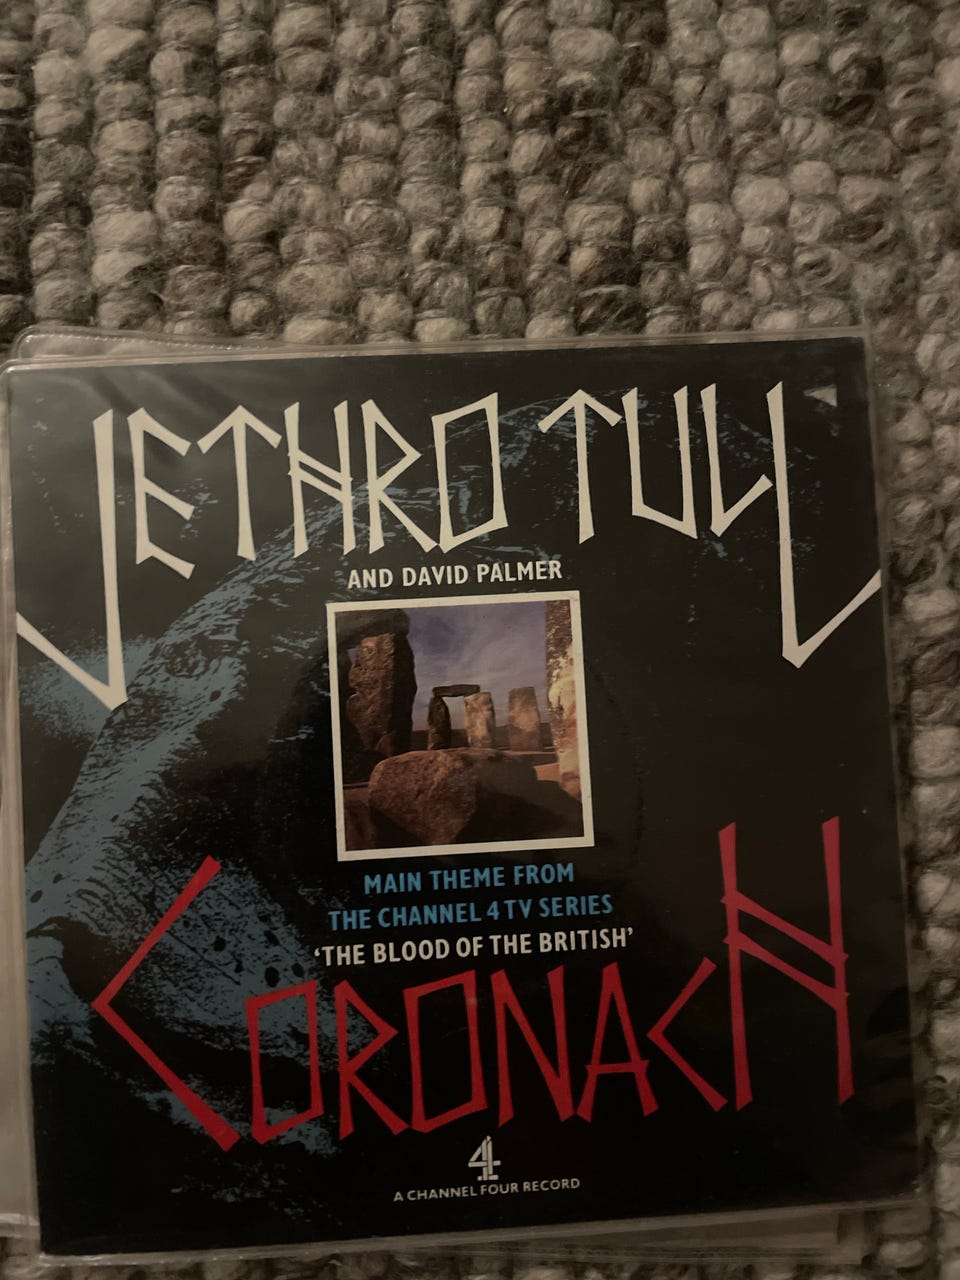 JETHRO TULL
AND DAVID PALMER
MAIN THEME FROM
THE CHANNEL 4 TV SERIES
'THE BLOOD OF THE BRITISH'
CORONACH
4
A CHANNEL FOUR RECORD